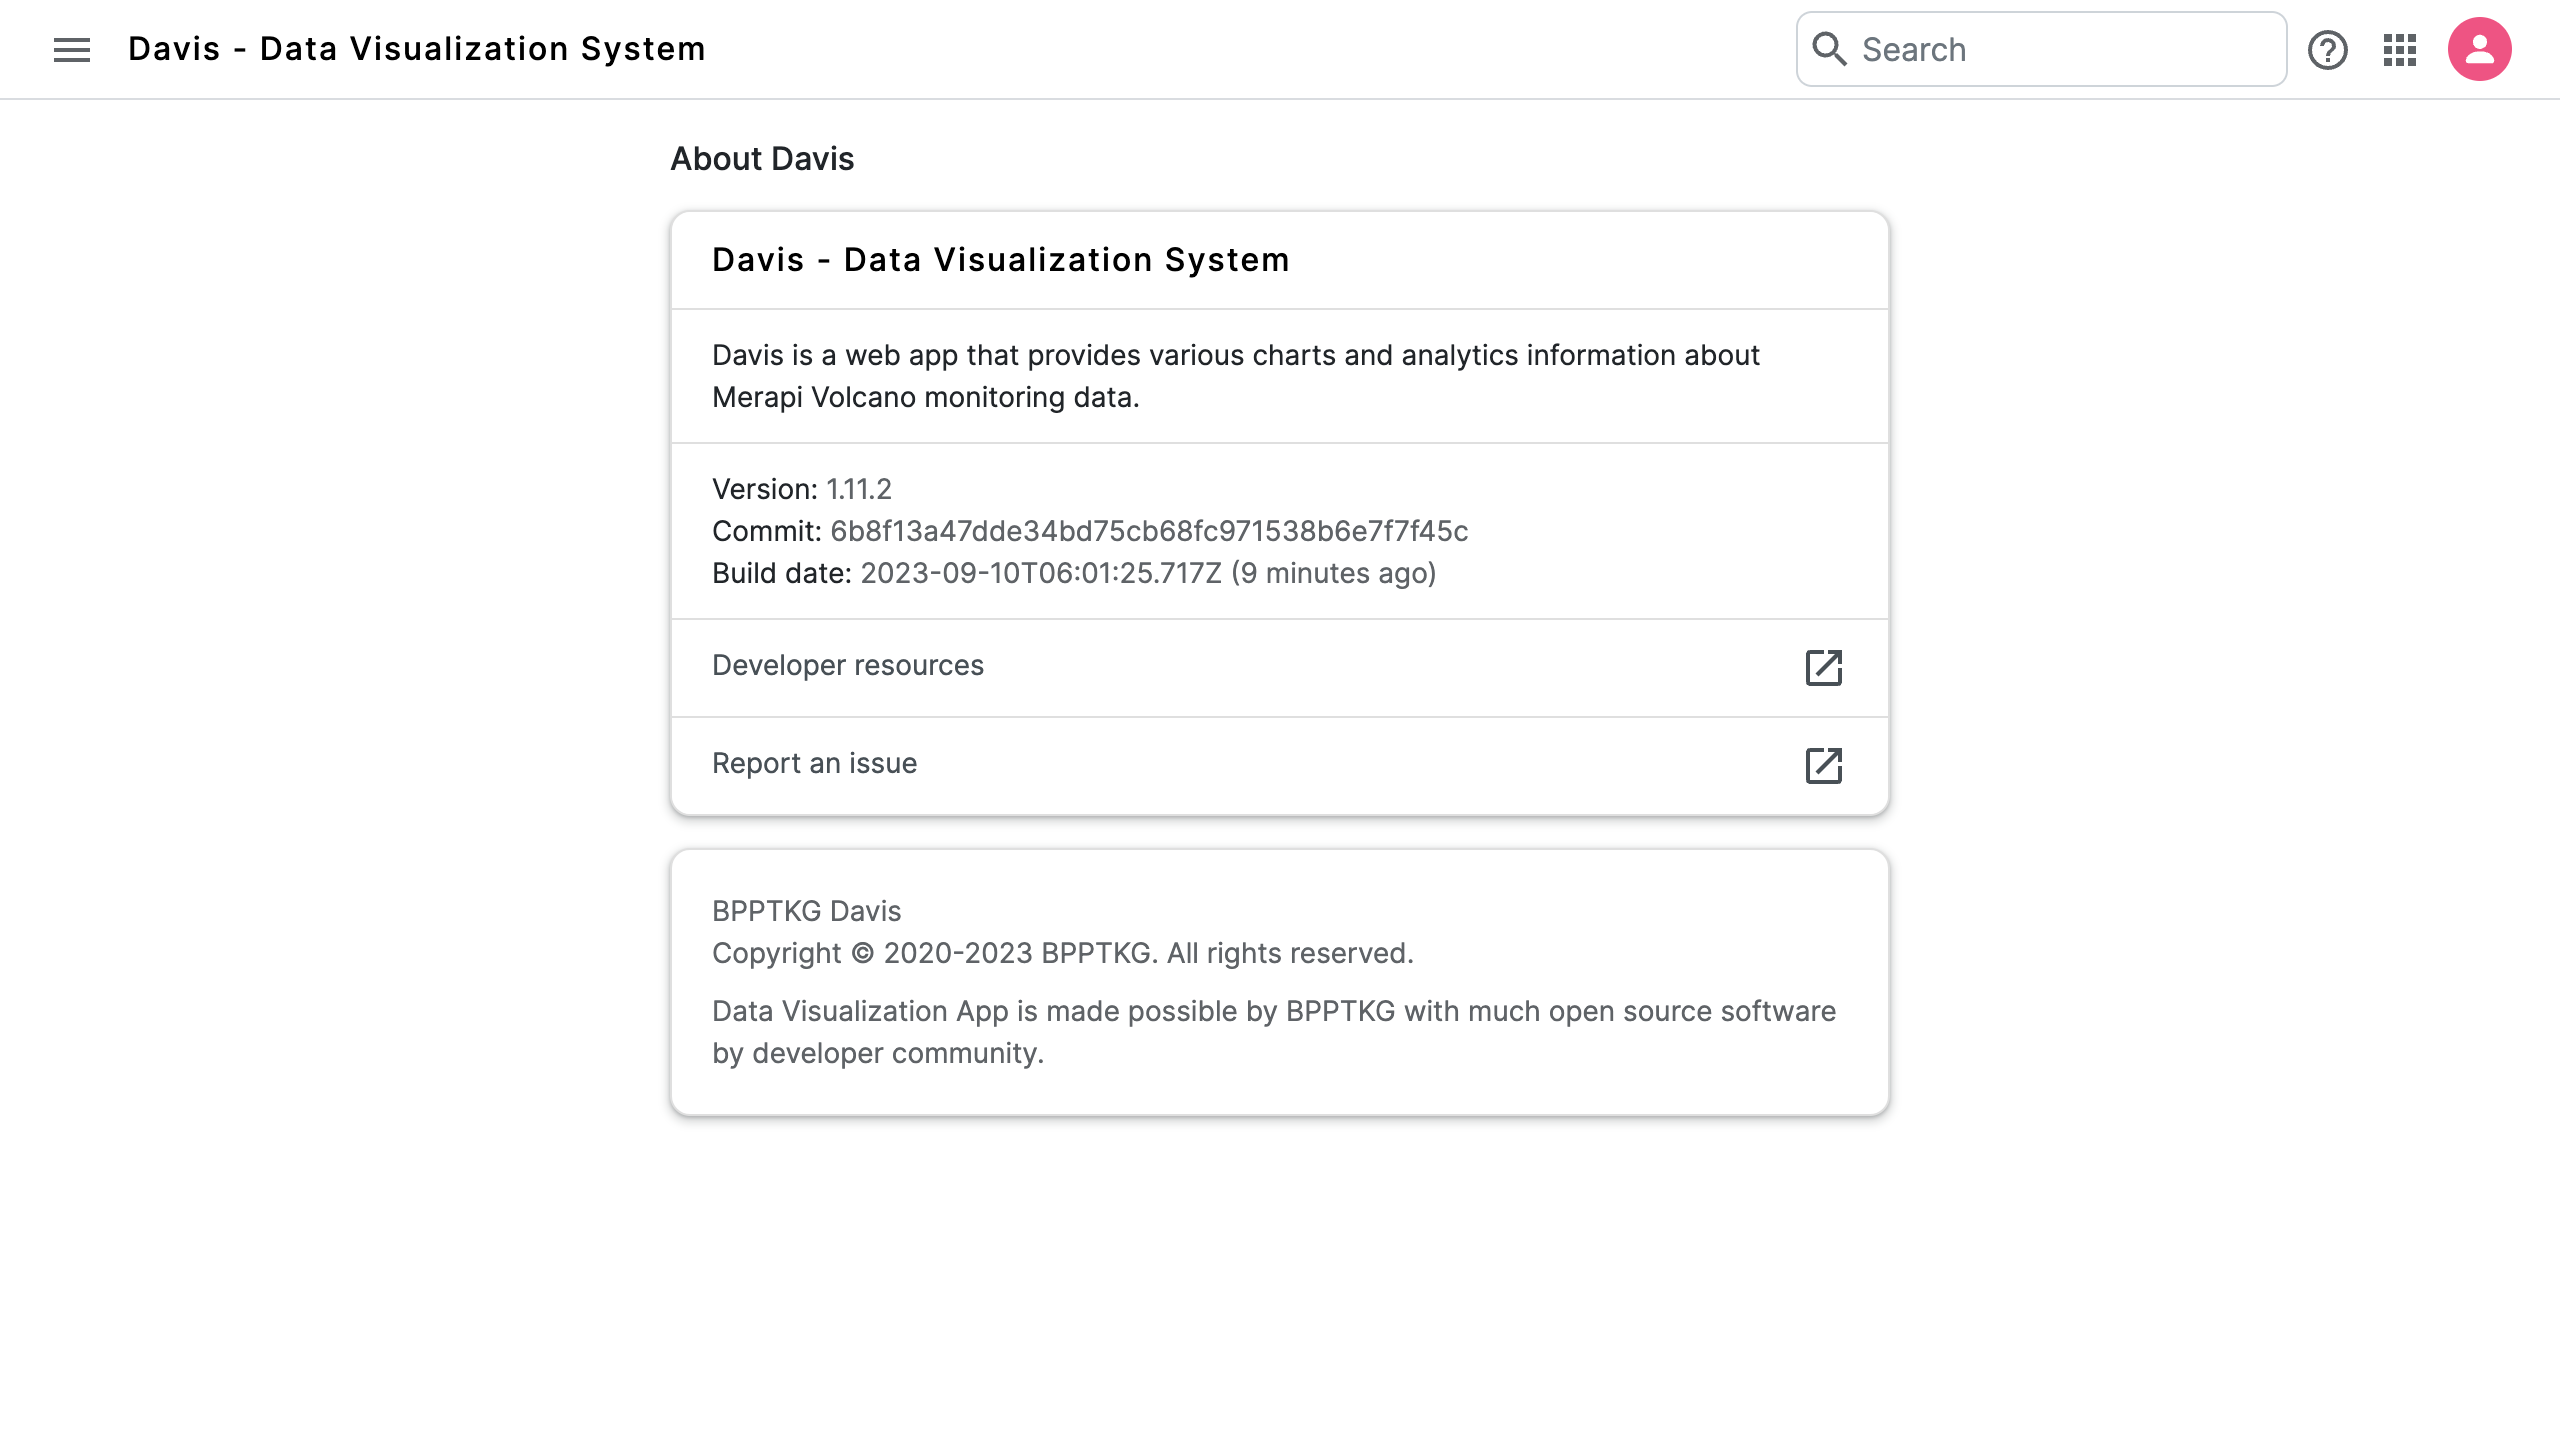 Davis - Data Visualization System
Search
About Davis
Davis - Data Visualization System
Davis is a web app that provides various charts and analytics information about
Merapi Volcano monitoring data.
Version: 1.11.2
Commit: 6b8f13a47dde34bd75cb68fc971538b6e7f7f45c
Build date: 2023-09-10T06:01:25.717Z (9 minutes ago)
Developer resources
Report an issue
BPPTKG Davis
Copyright © 2020-2023 BPPTKG. All rights reserved.
Data Visualization App is made possible by BPPTKG with much open source software
by developer community.